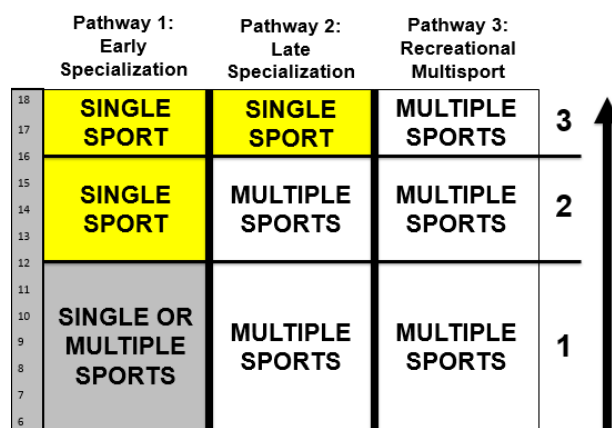 Pathway 1:
Early
Specialization
Pathway 2:
Late
Specialization
Pathway 3:
Recreational
Multisport
18
17
16
SINGLE
SPORT
SINGLE
SPORT
MULTIPLE
SPORTS
3
15
14
13
12
SINGLE
SPORT
MULTIPLE
SPORTS
MULTIPLE
SPORTS
2
11
10
9
8
7
6
SINGLE OR
MULTIPLE
SPORTS
MULTIPLE
SPORTS
MULTIPLE
SPORTS
1